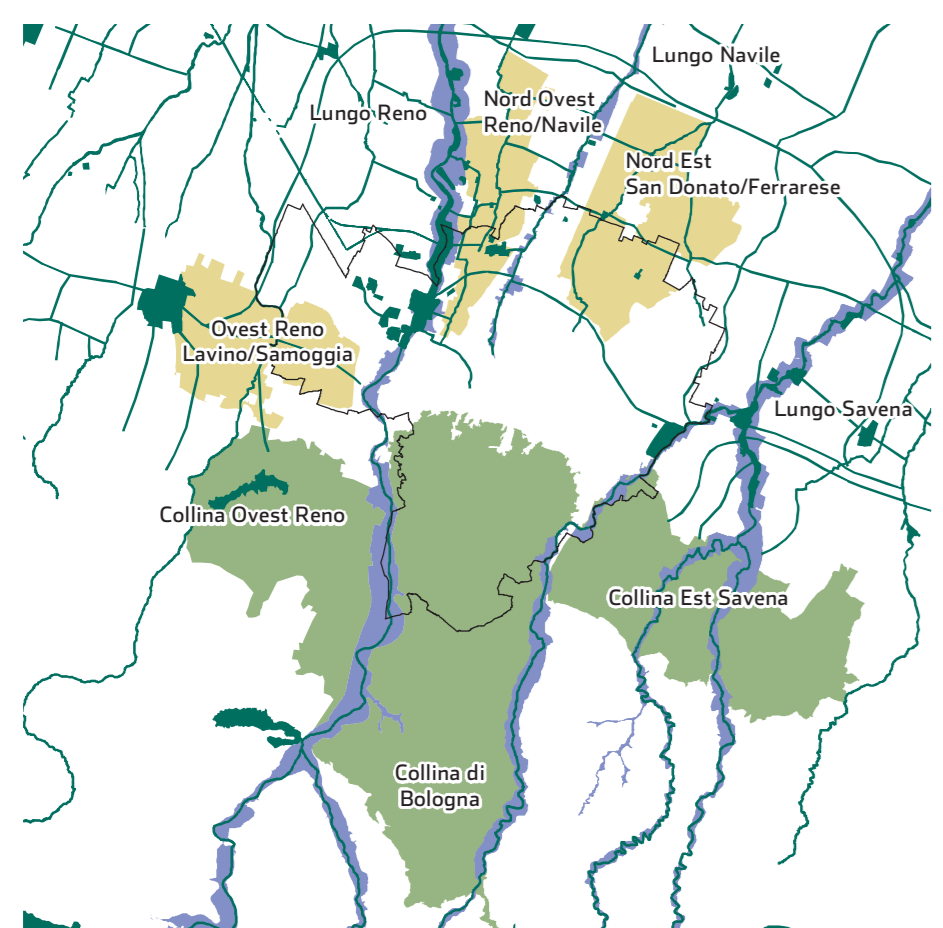 Lungo Navile
Nord Ovest
Reno/Navile
Lungo Reno
Nord Est
San Donato/Ferrarese
Ovest Reno
Lavino/Samoggia
Lungo Savena
Collina Ovest Reno
Collina Est Savena
Collina di
Bologna